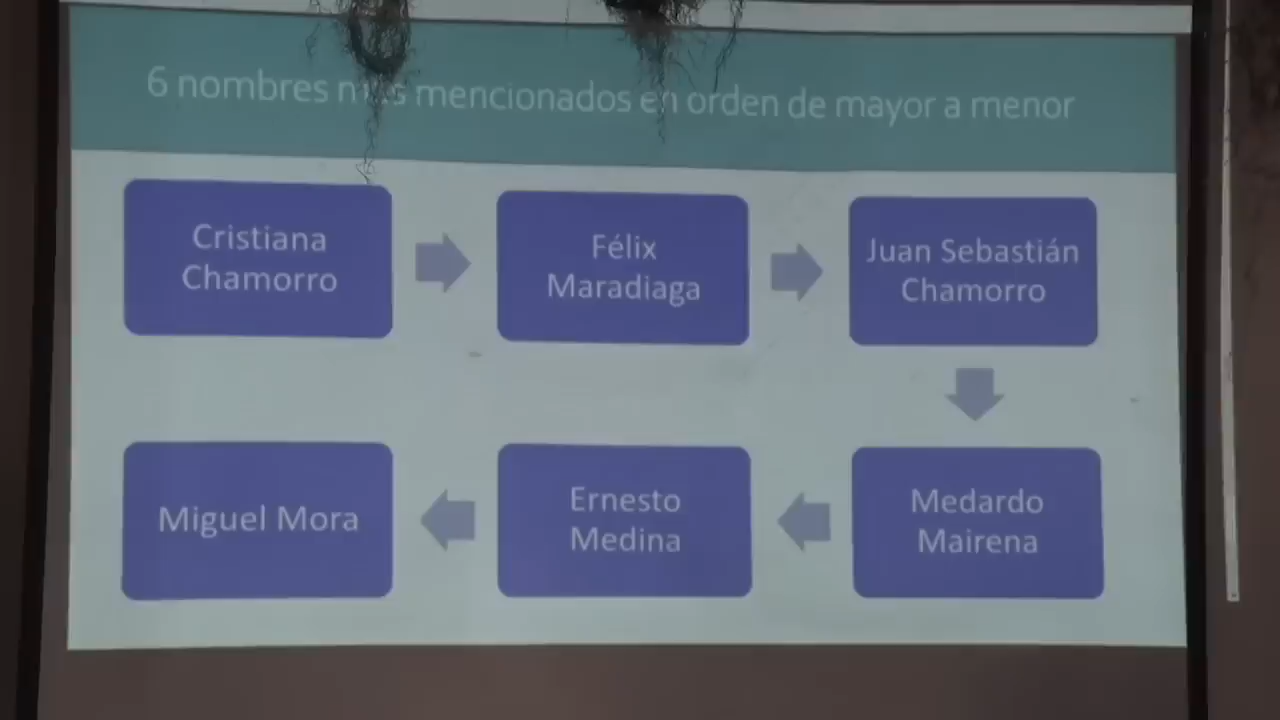 6 nombres más mencionados en orden de mayor a menor
Cristiana
Chamorro
Félix
Maradiaga
Juan Sebastián
Chamorro
Medardo
Mairena
Ernesto
Medina
Miguel Mora